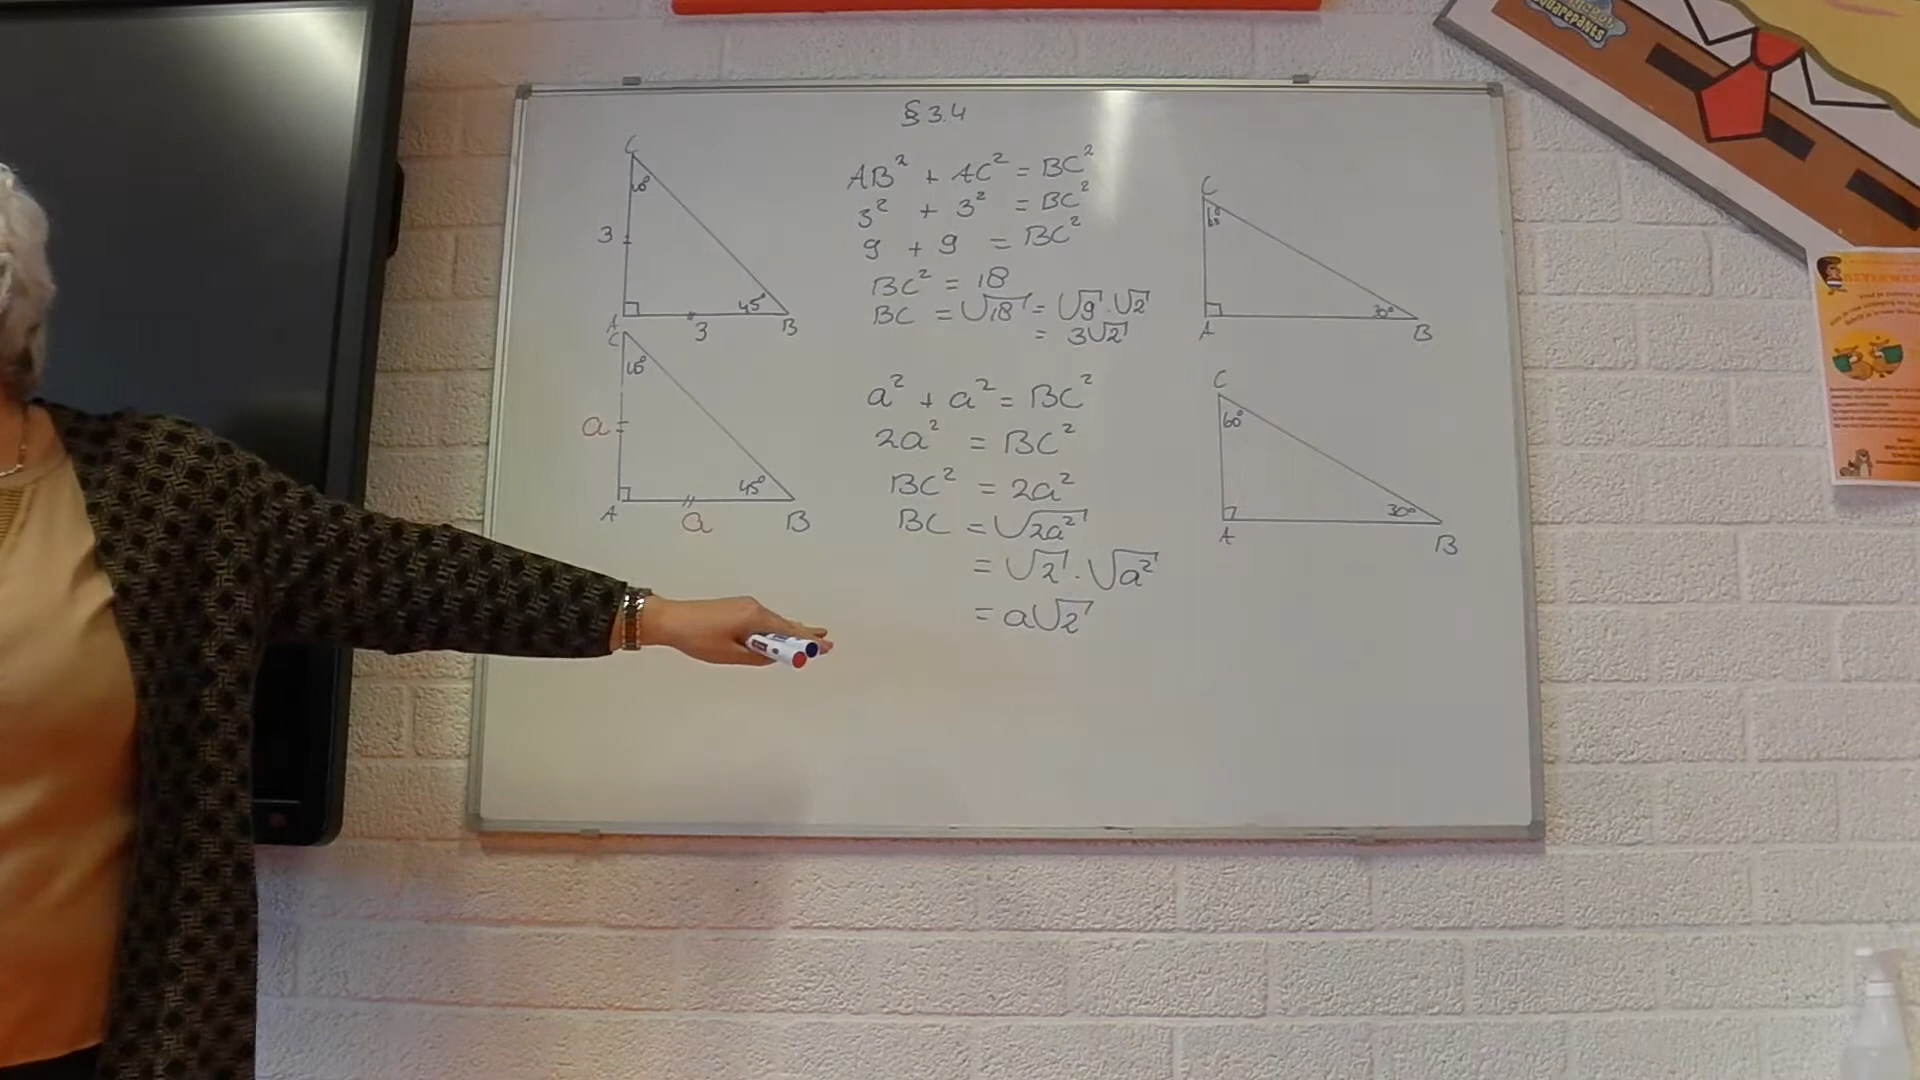 § 3.4
C
3
A
3
45°
B
AB² + AC² = BC²
3² + 3² = BC²
9 + 9 = BC²
BC² = 18
BC = √18 = √9 · √2
= 3√2
C
a
A
a
45°
B
a² + a² = BC²
2a² = BC²
BC² = 2a²
BC = √2a²
= √2 · √a²
= a√2
C
60°
A
30°
B
C
60°
A
30°
B
SquarePants